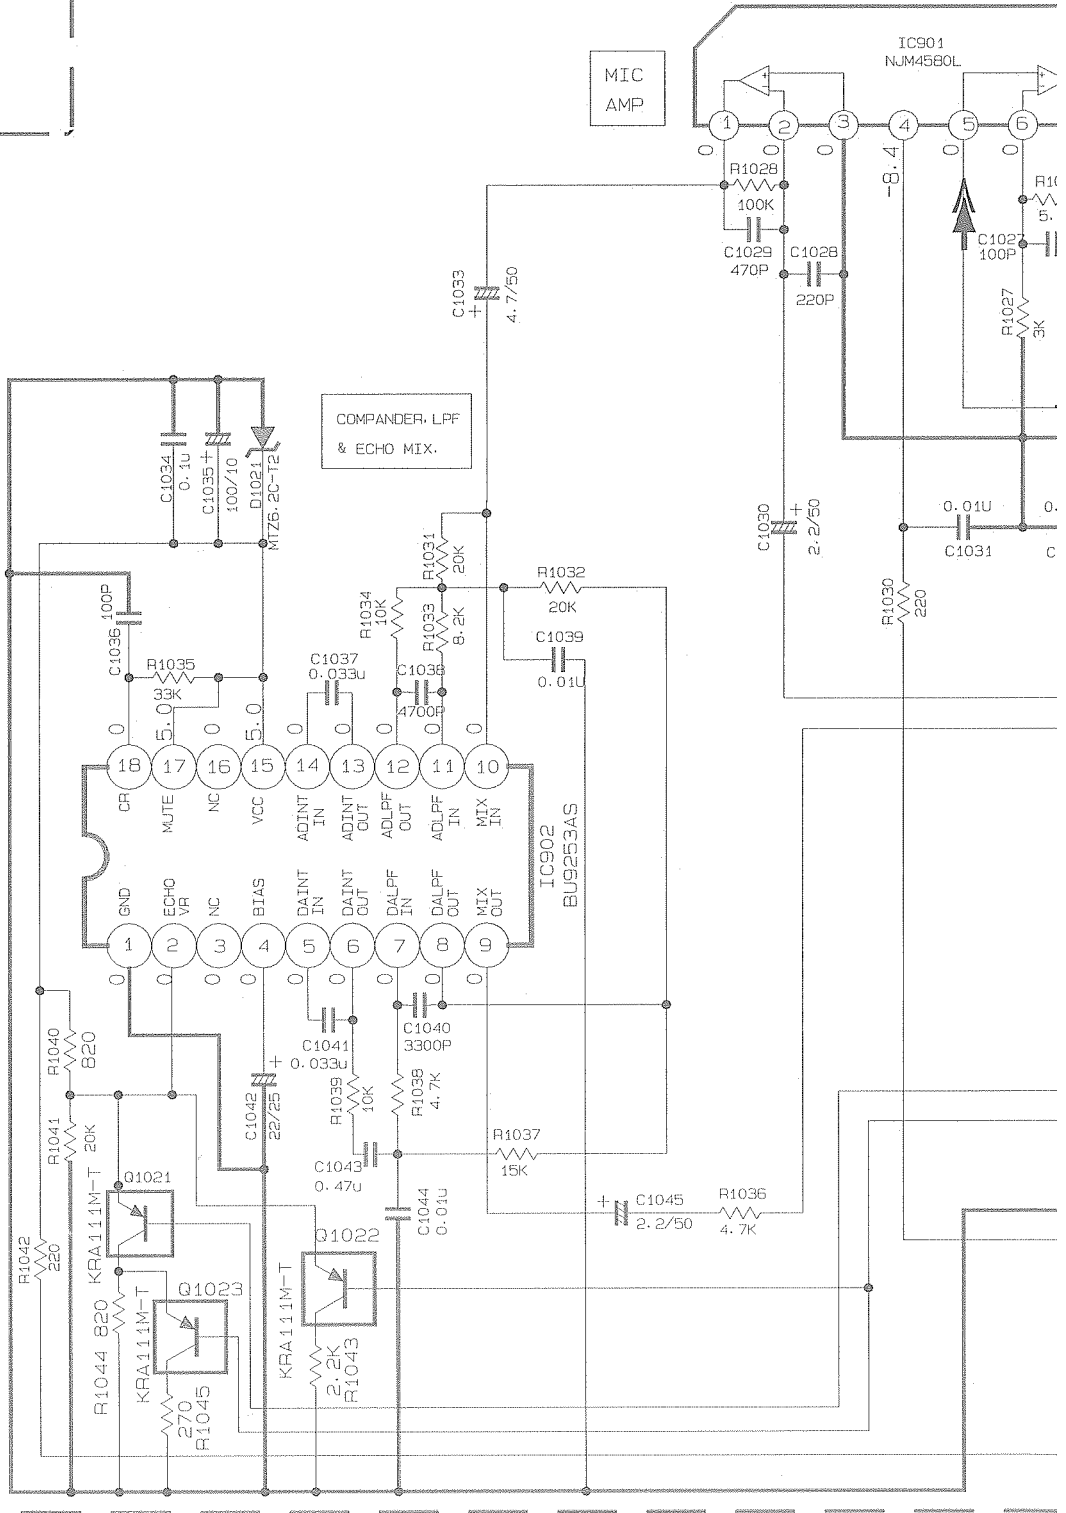 IC901
NJM4580L
MIC
AMP
1
2
3
4
5
6
0
0
0
-8.4
0
0
R1028
100K
C1029
470P
C1028
220P
C1027
100P
R1027
3K
C1033
+
4.7/50
COMPANDER, LPF
& ECHO MIX.
C1034
0.1u
C1035
+
100/10
D1021
MTZ6.2C-T2
C1030
+
2.2/50
0.01U
C1031
R1030
220
R1031
20K
R1032
20K
R1034
10K
R1033
8.2K
C1039
0.01U
100P
C1036
R1035
33K
C1037
0.033u
C1038
4700P
0
5.0
0
5.0
0
0
0
0
0
18
17
16
15
14
13
12
11
10
CR
MUTE
NC
VCC
ADINT
IN
ADINT
OUT
ADLPF
OUT
ADLPF
IN
MIX
IN
IC902
BU9253AS
GND
ECHO
VR
NC
BIAS
DAINT
IN
DAINT
OUT
DALPF
IN
DALPF
OUT
MIX
OUT
1
2
3
4
5
6
7
8
9
0
0
0
0
0
0
0
0
0
R1040
820
C1041
0.033u
C1040
3300P
C1042
+
22/25
R1039
10K
R1038
4.7K
R1041
20K
C1043
0.47u
R1037
15K
C1044
0.01u
+
C1045
2.2/50
R1036
4.7K
Q1021
KRA111M-T
R1042
220
Q1022
KRA111M-T
Q1023
KRA111M-T
R1044 820
2.2K
R1043
270
R1045